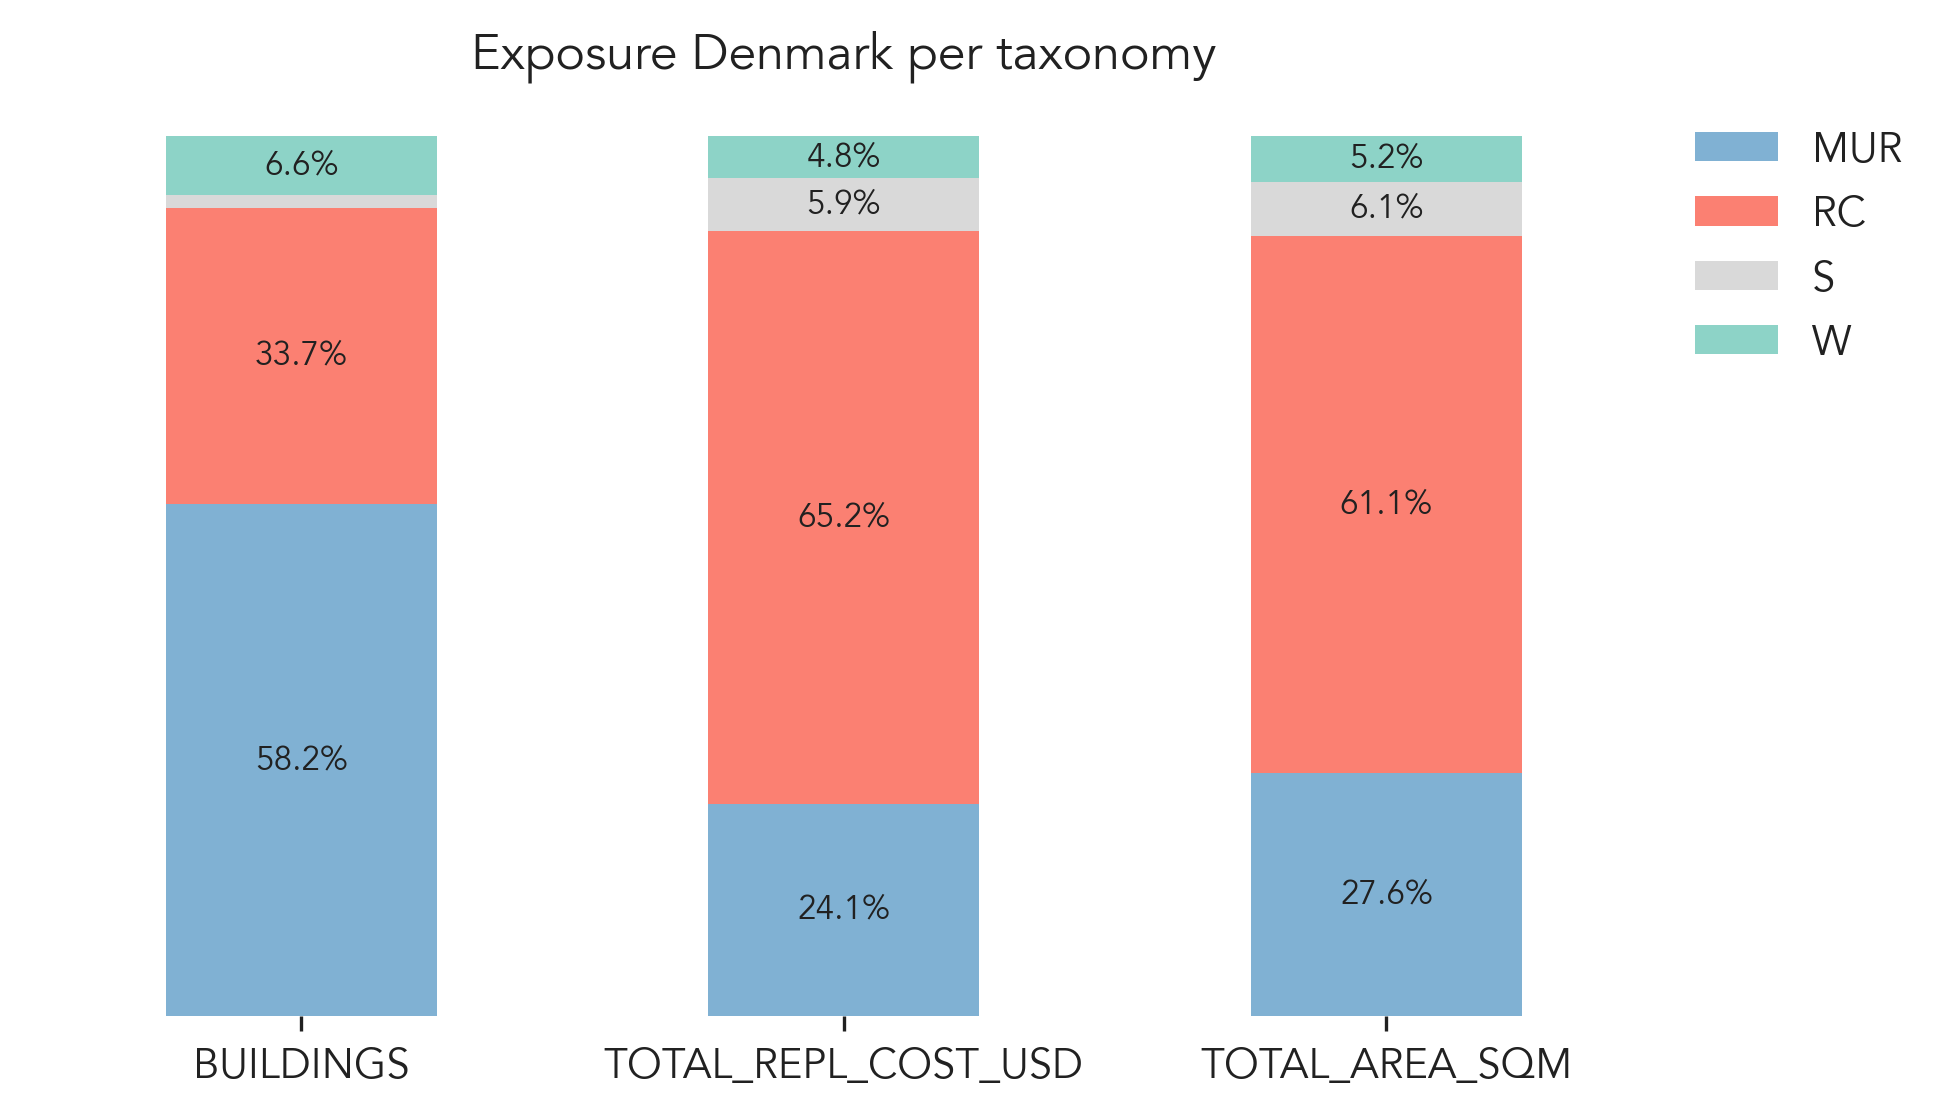 Exposure Denmark per taxonomy
6.6%
33.7%
58.2%
4.8%
5.9%
65.2%
24.1%
5.2%
6.1%
61.1%
27.6%
MUR
RC
S
W
BUILDINGS
TOTAL_REPL_COST_USD
TOTAL_AREA_SQM